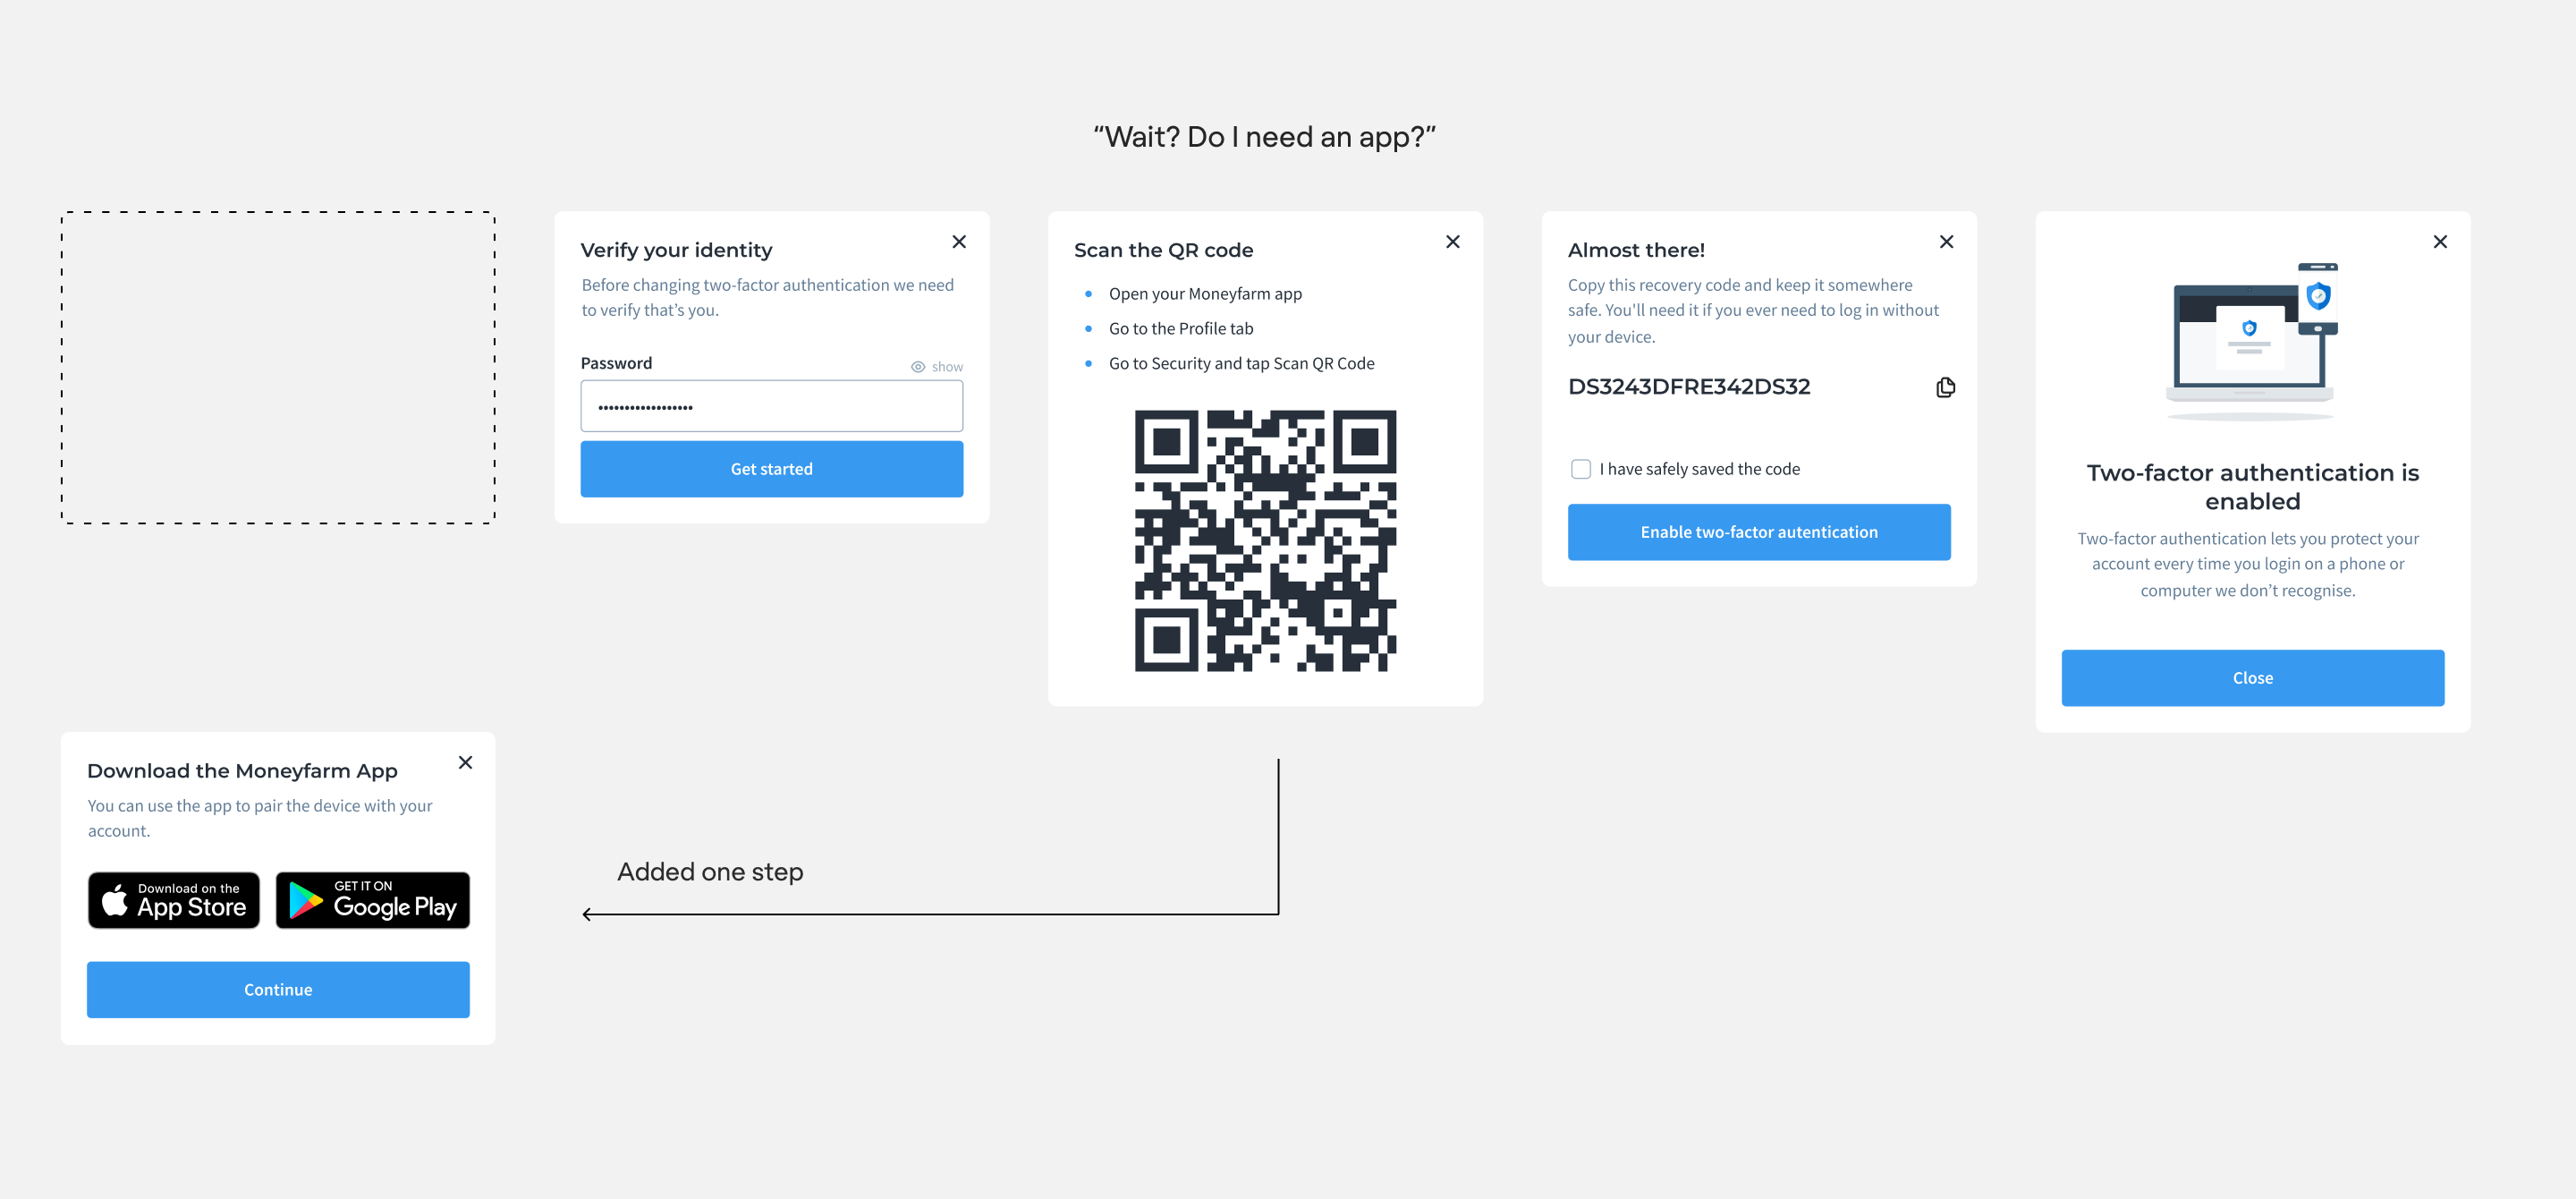 “Wait? Do I need an app?”
Verify your identity
Before changing two-factor authentication we need
to verify that’s you.
Password
show
Get started
Scan the QR code
Open your Moneyfarm app
Go to the Profile tab
Go to Security and tap Scan QR Code
Almost there!
Copy this recovery code and keep it somewhere
safe. You'll need it if you ever need to log in without
your device.
DS3243DFRE342DS32
I have safely saved the code
Enable two-factor autentication
Two-factor authentication is
enabled
Two-factor authentication lets you protect your
account every time you login on a phone or
computer we don’t recognise.
Close
Download the Moneyfarm App
You can use the app to pair the device with your
account.
Download on the
App Store
GET IT ON
Google Play
Continue
Added one step